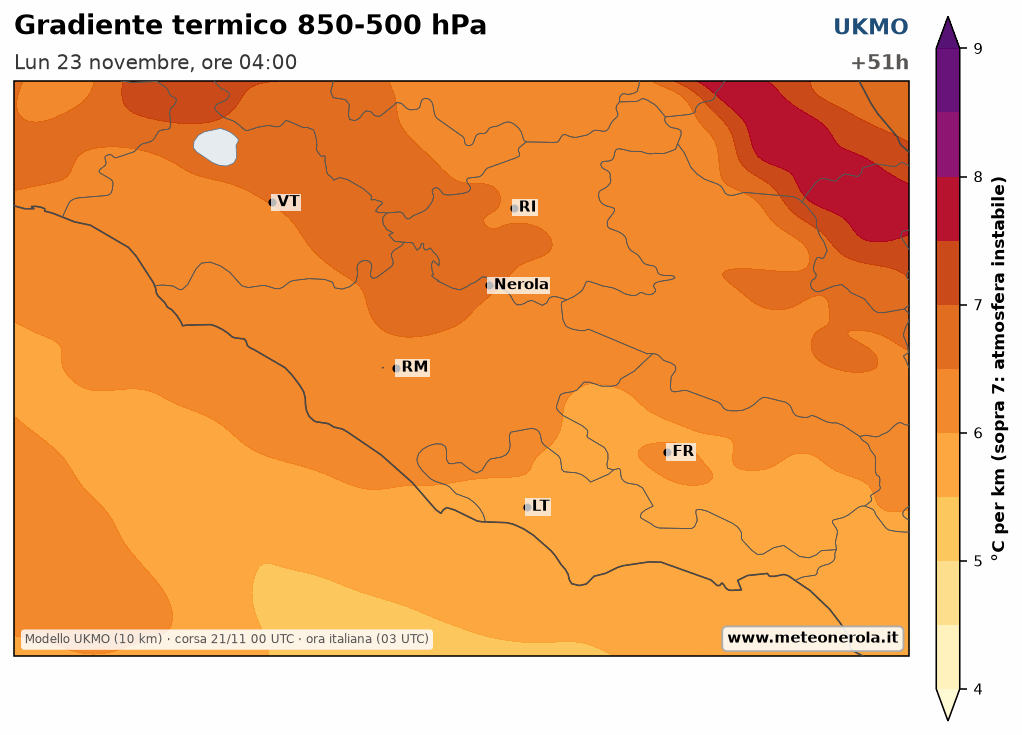 Gradiente termico 850-500 hPa
UKMO
Lun 23 novembre, ore 04:00
+51h
VT
RI
Nerola
RM
FR
LT
Modello UKMO (10 km) · corsa 21/11 00 UTC · ora italiana (03 UTC)
www.meteonerola.it
9
8
7
6
5
4
°C per km (sopra 7: atmosfera instabile)